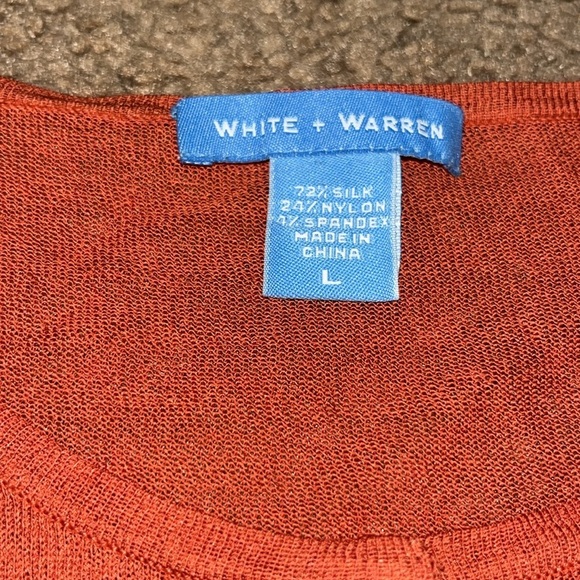 WHITE + WARREN
72% SILK
24% NYLON
4% SPANDEX
MADE IN
CHINA
L